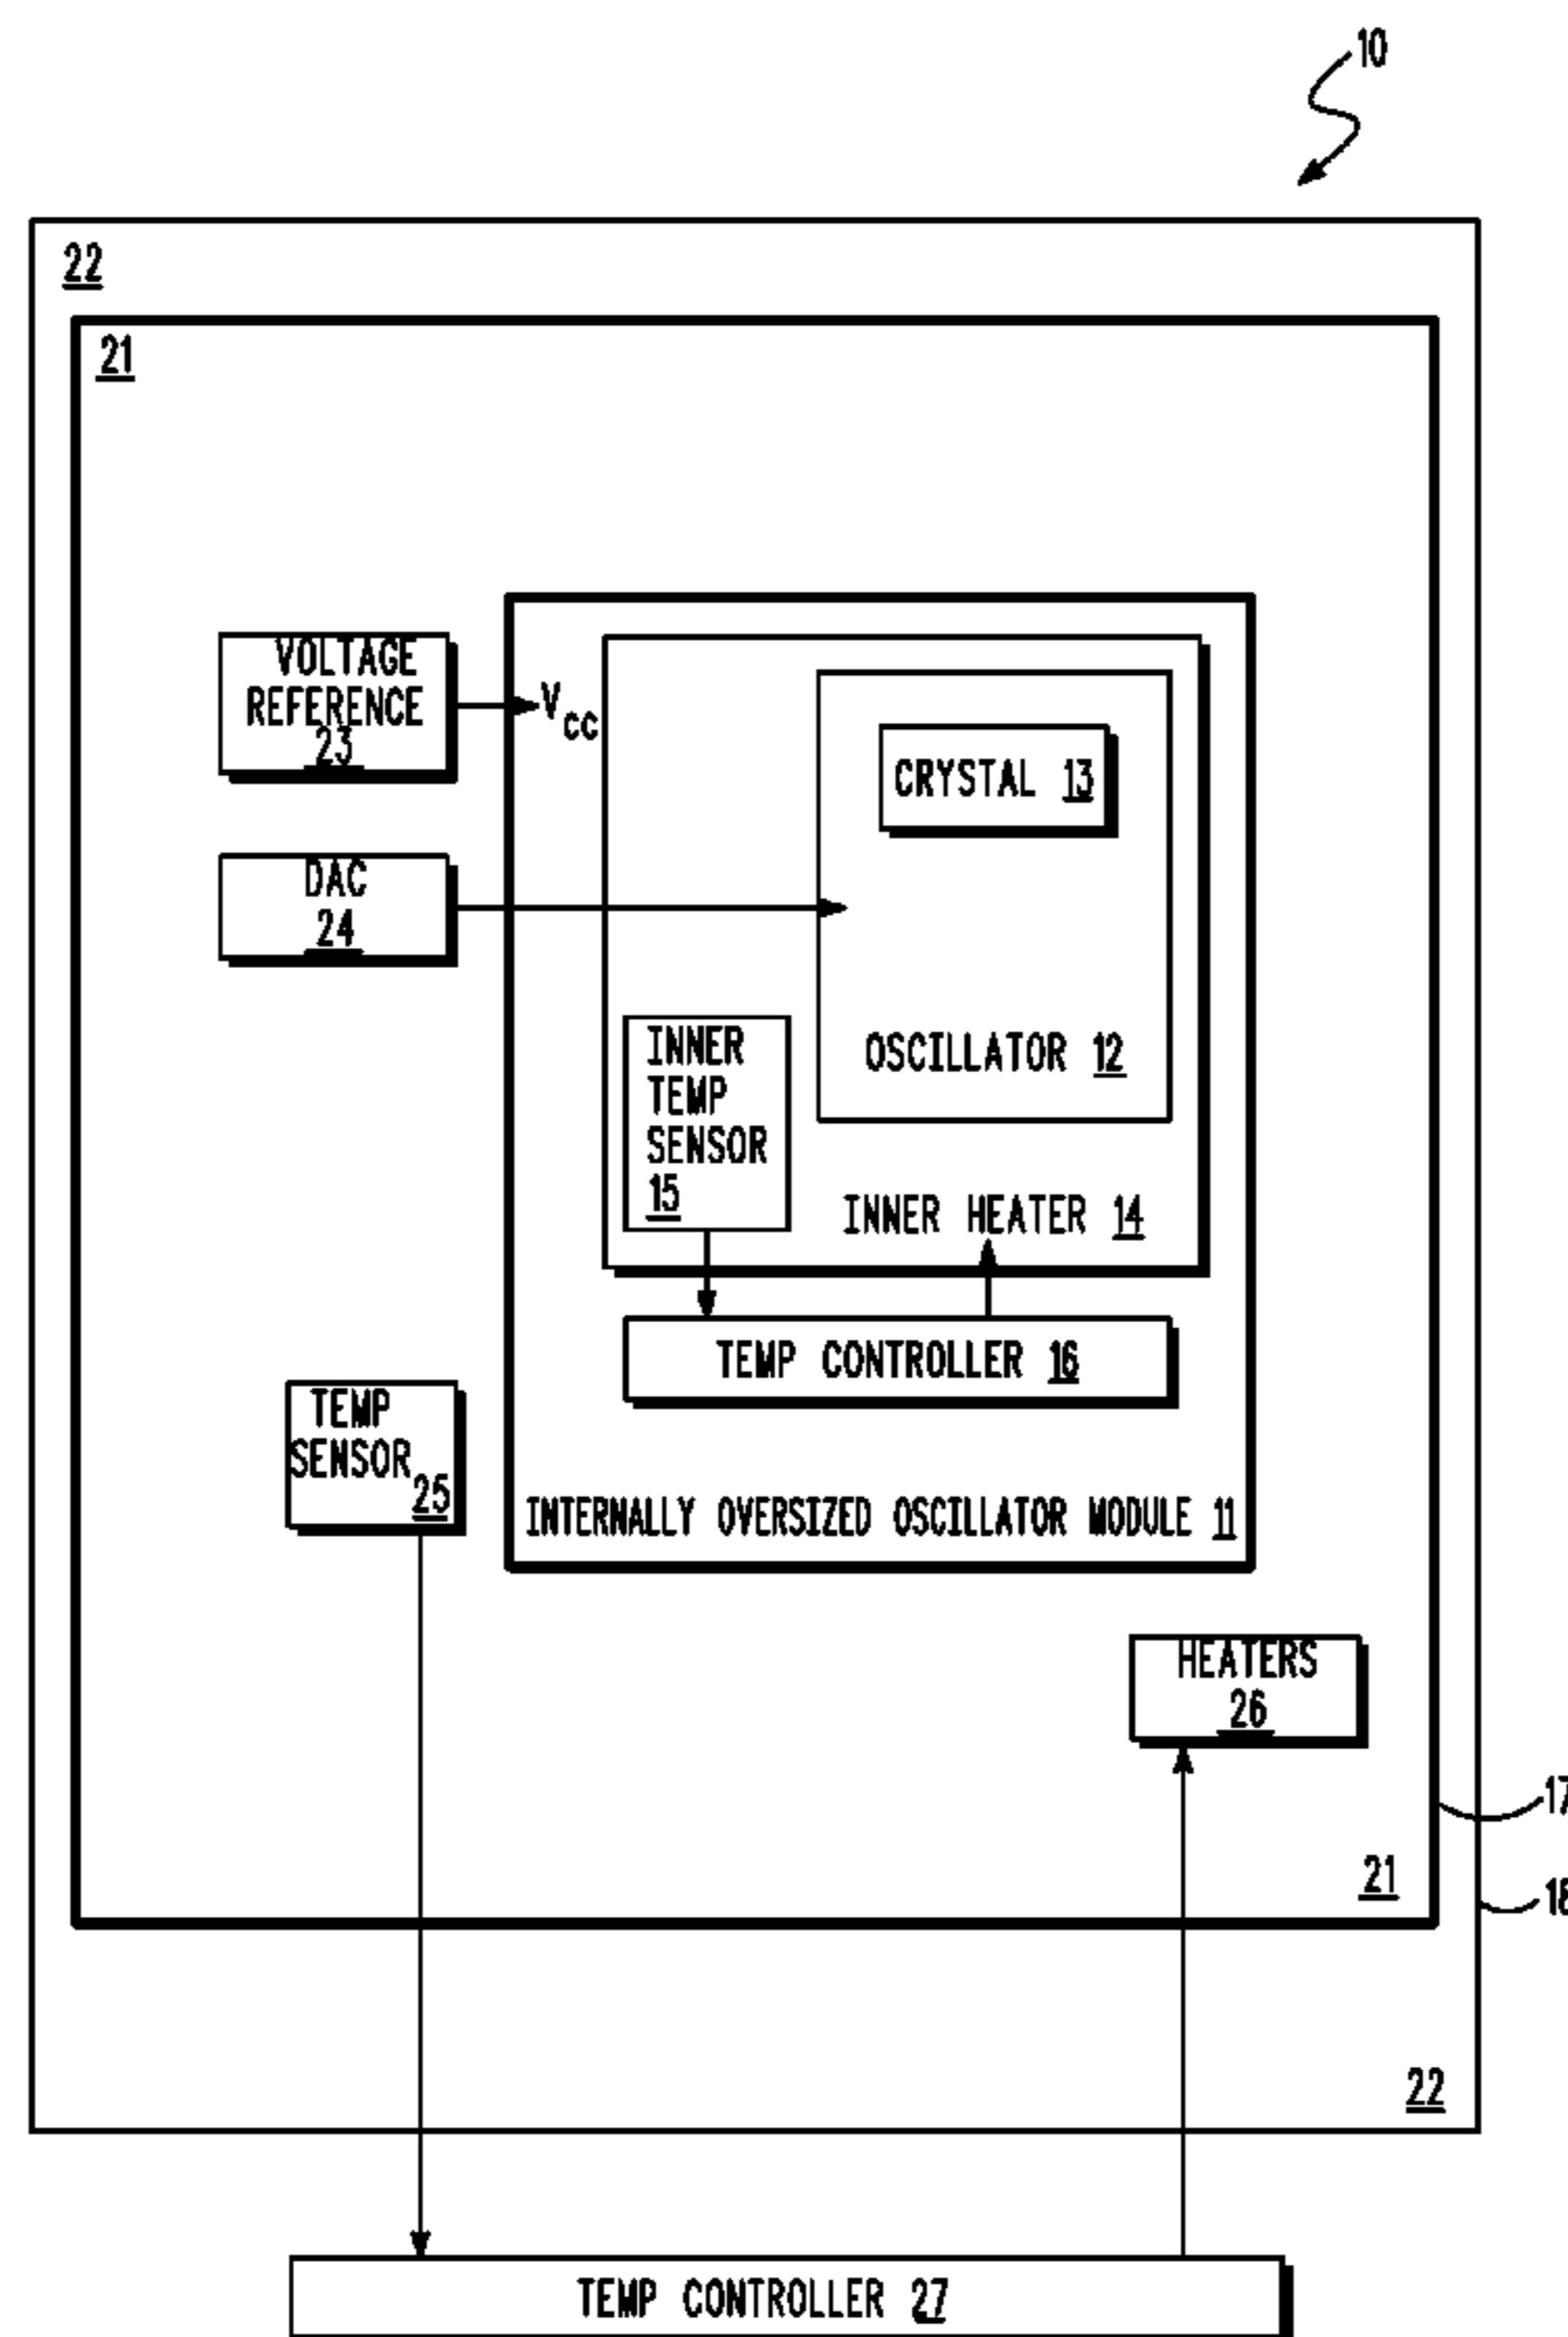 10
22
21
VOLTAGE
REFERENCE
23
VCC
CRYSTAL 13
DAC
24
INNER
TEMP
SENSOR
15
OSCILLATOR 12
INNER HEATER 14
TEMP CONTROLLER 16
TEMP
SENSOR
25
INTERNALLY OVERSIZED OSCILLATOR MODULE 11
HEATERS
26
17
21
18
22
TEMP CONTROLLER 27